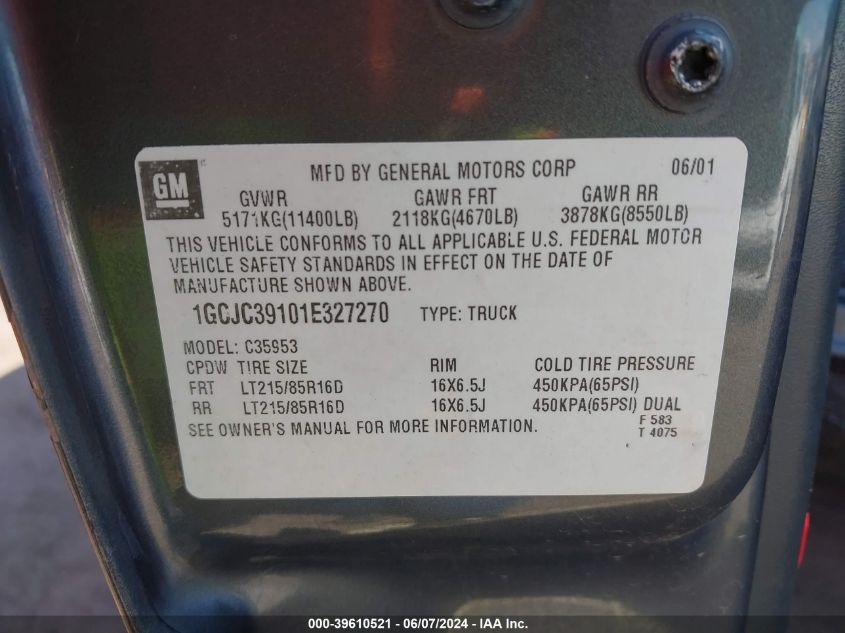 GM
MFD BY GENERAL MOTORS CORP 06/01
GVWR GAWR FRT GAWR RR
5171KG(11400LB) 2118KG(4670LB) 3878KG(8550LB)
THIS VEHICLE CONFORMS TO ALL APPLICABLE U.S. FEDERAL MOTOR
VEHICLE SAFETY STANDARDS IN EFFECT ON THE DATE OF
MANUFACTURE SHOWN ABOVE.
1GCJC39101E327270 TYPE: TRUCK
MODEL: C35953
CPDW TIRE SIZE RIM COLD TIRE PRESSURE
FRT LT215/85R16D 16X6.5J 450KPA(65PSI)
RR LT215/85R16D 16X6.5J 450KPA(65PSI) DUAL
SEE OWNER'S MANUAL FOR MORE INFORMATION. F 583
T 4075
000-39610521 - 06/07/2024 - IAA Inc.